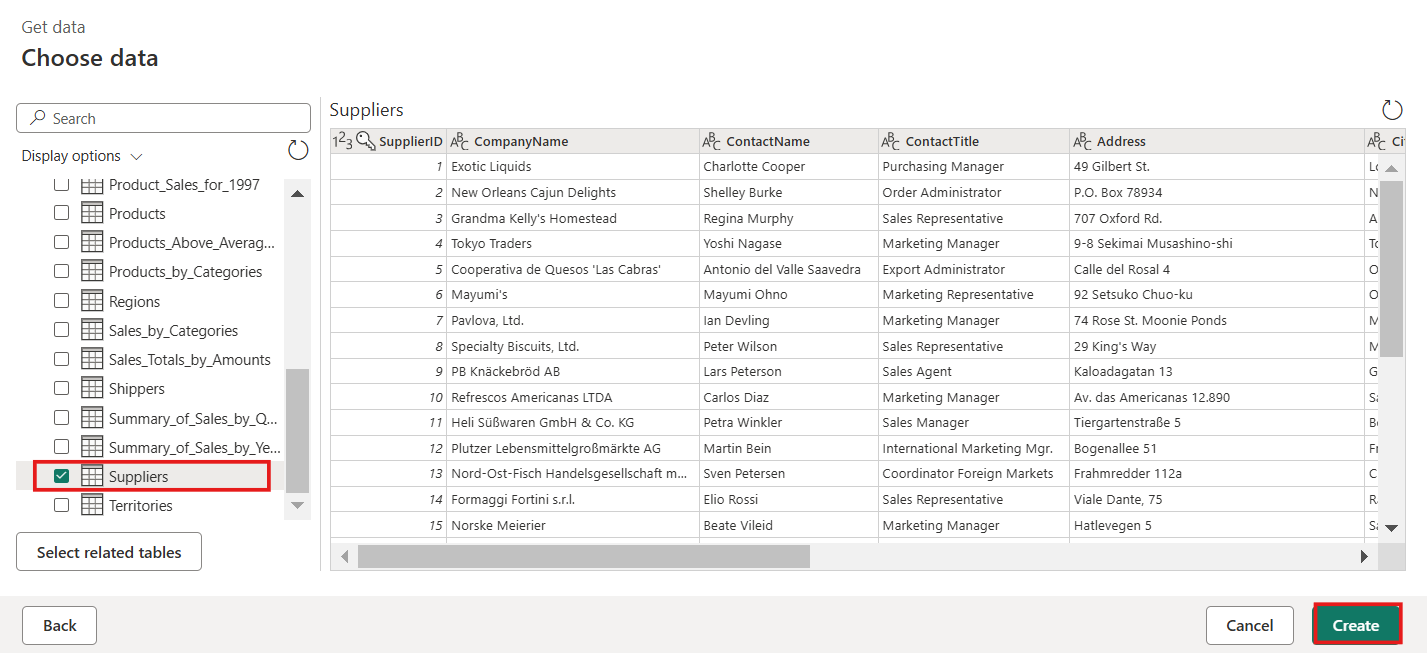 Get data
Choose data
Search
Display options
Product_Sales_for_1997
Products
Products_Above_Averag...
Products_by_Categories
Regions
Sales_by_Categories
Sales_Totals_by_Amounts
Shippers
Summary_of_Sales_by_Q...
Summary_of_Sales_by_Ye...
Suppliers
Territories
Select related tables
Suppliers
123 SupplierID ABC CompanyName ABC ContactName ABC ContactTitle ABC Address ABC Ci
1 Exotic Liquids Charlotte Cooper Purchasing Manager 49 Gilbert St. Lo
2 New Orleans Cajun Delights Shelley Burke Order Administrator P.O. Box 78934 N
3 Grandma Kelly's Homestead Regina Murphy Sales Representative 707 Oxford Rd. A
4 Tokyo Traders Yoshi Nagase Marketing Manager 9-8 Sekimai Musashino-shi To
5 Cooperativa de Quesos 'Las Cabras' Antonio del Valle Saavedra Export Administrator Calle del Rosal 4 O
6 Mayumi's Mayumi Ohno Marketing Representative 92 Setsuko Chuo-ku O
7 Pavlova, Ltd. Ian Devling Marketing Manager 74 Rose St. Moonie Ponds M
8 Specialty Biscuits, Ltd. Peter Wilson Sales Representative 29 King's Way M
9 PB Knäckebröd AB Lars Peterson Sales Agent Kaloadagatan 13 G
10 Refrescos Americanas LTDA Carlos Diaz Marketing Manager Av. das Americanas 12.890 Sa
11 Heli Süßwaren GmbH & Co. KG Petra Winkler Sales Manager Tiergartenstraße 5 Be
12 Plutzer Lebensmittelgroßmärkte AG Martin Bein International Marketing Mgr. Bogenallee 51 Fr
13 Nord-Ost-Fisch Handelsgesellschaft m... Sven Petersen Coordinator Foreign Markets Frahmredder 112a C
14 Formaggi Fortini s.r.l. Elio Rossi Sales Representative Viale Dante, 75 Ra
15 Norske Meierier Beate Vileid Marketing Manager Hatlevegen 5 Sa
Back
Cancel
Create